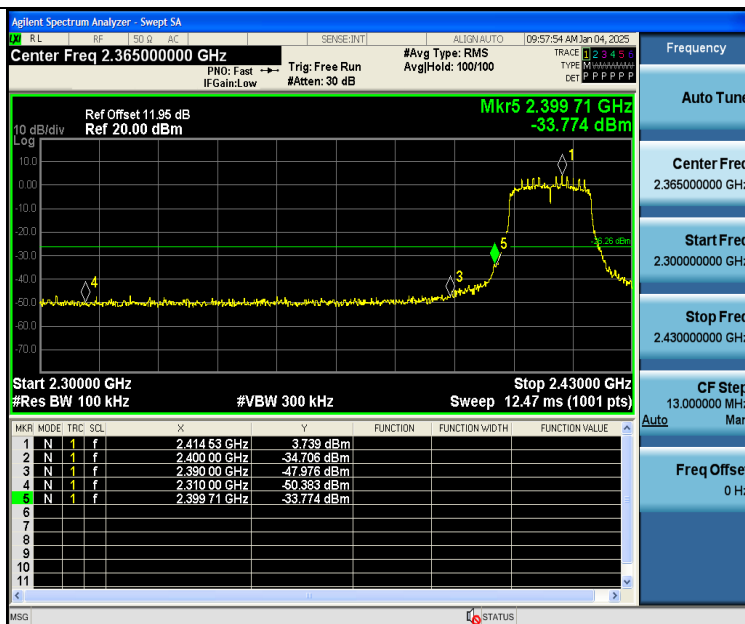 Agilent Spectrum Analyzer - Swept SA
LXI RL RF 50 Ω AC SENSE:INT ALIGN AUTO 09:57:54 AM Jan 04, 2025
Center Freq 2.365000000 GHz #Avg Type: RMS TRACE 1 2 3 4 5 6
PNO: Fast Trig: Free Run Avg|Hold: 100/100 TYPE M WWWWW
IFGain:Low #Atten: 30 dB DET P P P P P P
Frequency
Auto Tune
Center Freq
2.365000000 GHz
Start Freq
2.300000000 GHz
Stop Freq
2.430000000 GHz
CF Step
13.000000 MHz
Auto Man
Freq Offset
0 Hz
Mkr5 2.399 71 GHz
-33.774 dBm
Ref Offset 11.95 dB
10 dB/div Ref 20.00 dBm
Log
10.0
0.00
-10.0
-20.0
-30.0
-40.0
-50.0
-60.0
-70.0
1
5
3
4
-26.26 dBm
Start 2.30000 GHz Stop 2.43000 GHz
#Res BW 100 kHz #VBW 300 kHz Sweep 12.47 ms (1001 pts)
MKR MODE TRC SCL X Y FUNCTION FUNCTION WIDTH FUNCTION VALUE
1 N 1 f 2.414 53 GHz 3.739 dBm
2 N 1 f 2.400 00 GHz -34.706 dBm
3 N 1 f 2.390 00 GHz -47.976 dBm
4 N 1 f 2.310 00 GHz -50.383 dBm
5 N 1 f 2.399 71 GHz -33.774 dBm
6
7
8
9
10
11
MSG STATUS